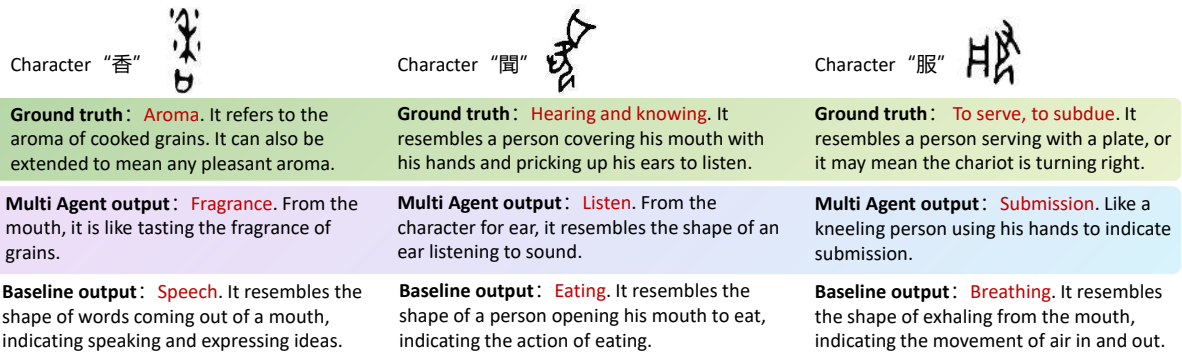 Character “香”
Character “聞”
Character “服”
Ground truth： Aroma. It refers to the
aroma of cooked grains. It can also be
extended to mean any pleasant aroma.
Ground truth： Hearing and knowing. It
resembles a person covering his mouth with
his hands and pricking up his ears to listen.
Ground truth： To serve, to subdue. It
resembles a person serving with a plate, or
it may mean the chariot is turning right.
Multi Agent output： Fragrance. From the
mouth, it is like tasting the fragrance of
grains.
Multi Agent output： Listen. From the
character for ear, it resembles the shape of an
ear listening to sound.
Multi Agent output： Submission. Like a
kneeling person using his hands to indicate
submission.
Baseline output： Speech. It resembles the
shape of words coming out of a mouth,
indicating speaking and expressing ideas.
Baseline output： Eating. It resembles the
shape of a person opening his mouth to eat,
indicating the action of eating.
Baseline output： Breathing. It resembles
the shape of exhaling from the mouth,
indicating the movement of air in and out.